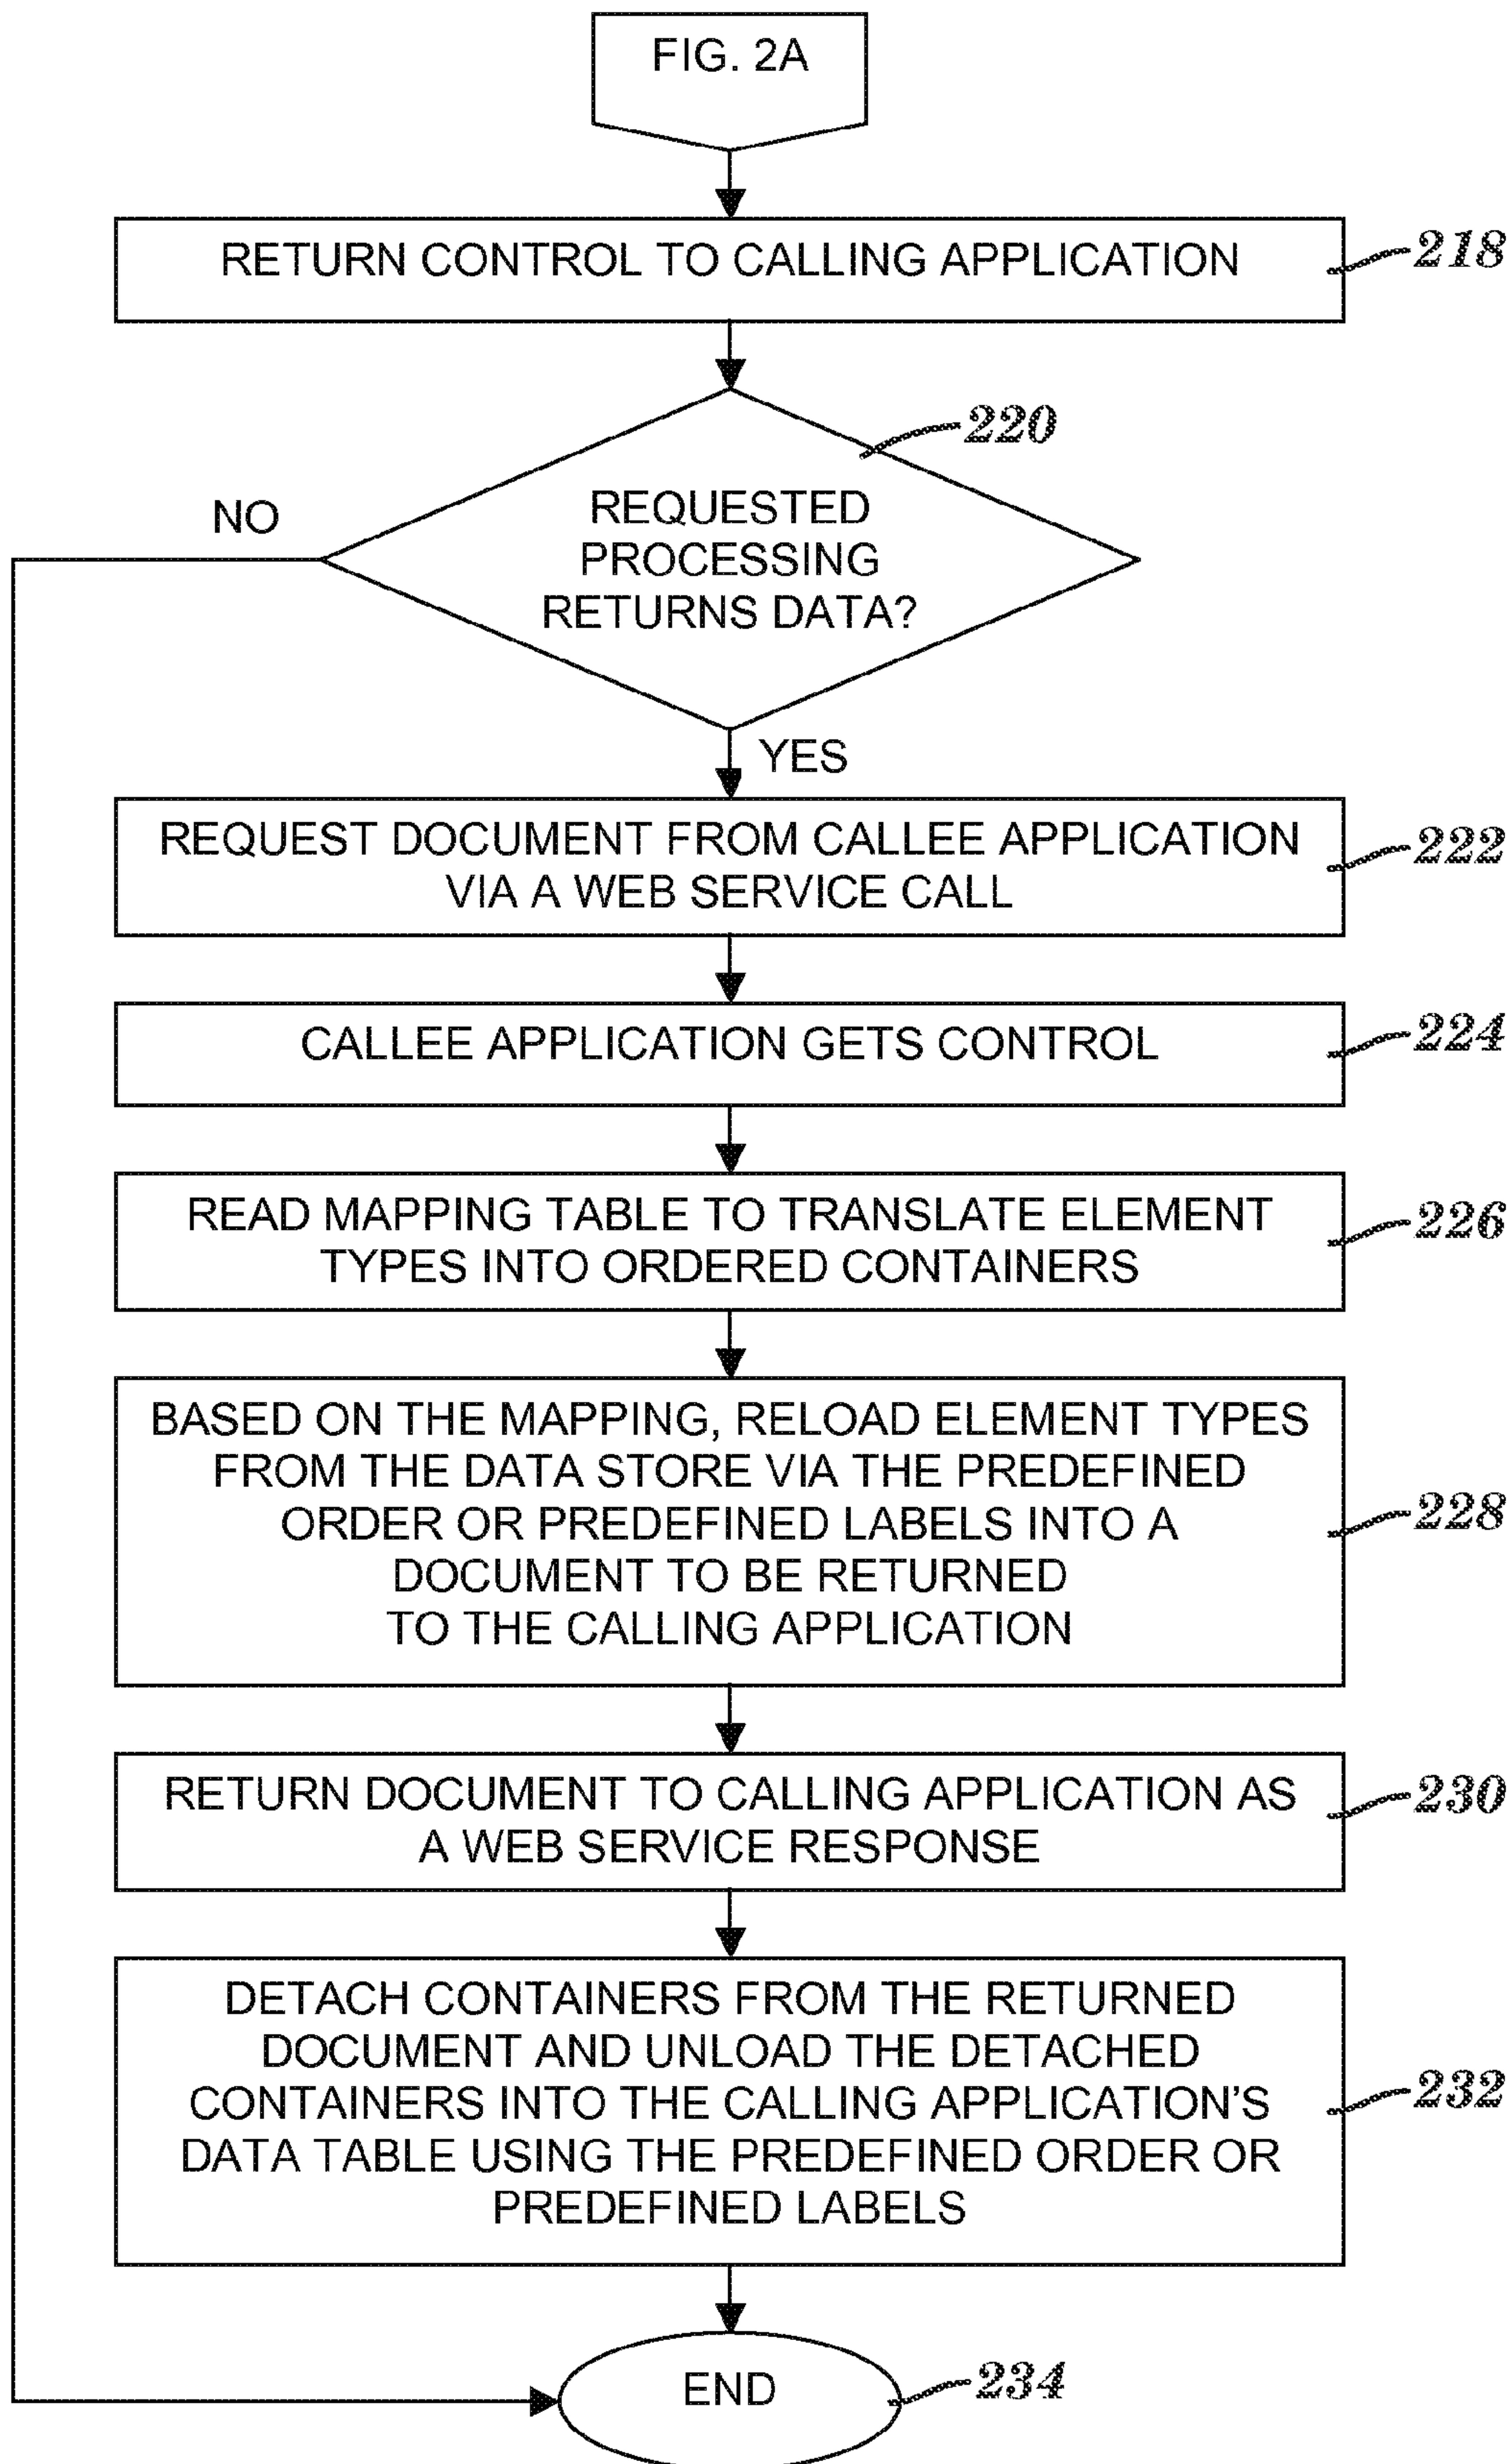 FIG. 2A
RETURN CONTROL TO CALLING APPLICATION
218
220
NO
REQUESTED
PROCESSING
RETURNS DATA?
YES
REQUEST DOCUMENT FROM CALLEE APPLICATION
VIA A WEB SERVICE CALL
222
CALLEE APPLICATION GETS CONTROL
224
READ MAPPING TABLE TO TRANSLATE ELEMENT
TYPES INTO ORDERED CONTAINERS
226
BASED ON THE MAPPING, RELOAD ELEMENT TYPES
FROM THE DATA STORE VIA THE PREDEFINED
ORDER OR PREDEFINED LABELS INTO A
DOCUMENT TO BE RETURNED
TO THE CALLING APPLICATION
228
RETURN DOCUMENT TO CALLING APPLICATION AS
A WEB SERVICE RESPONSE
230
DETACH CONTAINERS FROM THE RETURNED
DOCUMENT AND UNLOAD THE DETACHED
CONTAINERS INTO THE CALLING APPLICATION'S
DATA TABLE USING THE PREDEFINED ORDER OR
PREDEFINED LABELS
232
END
234